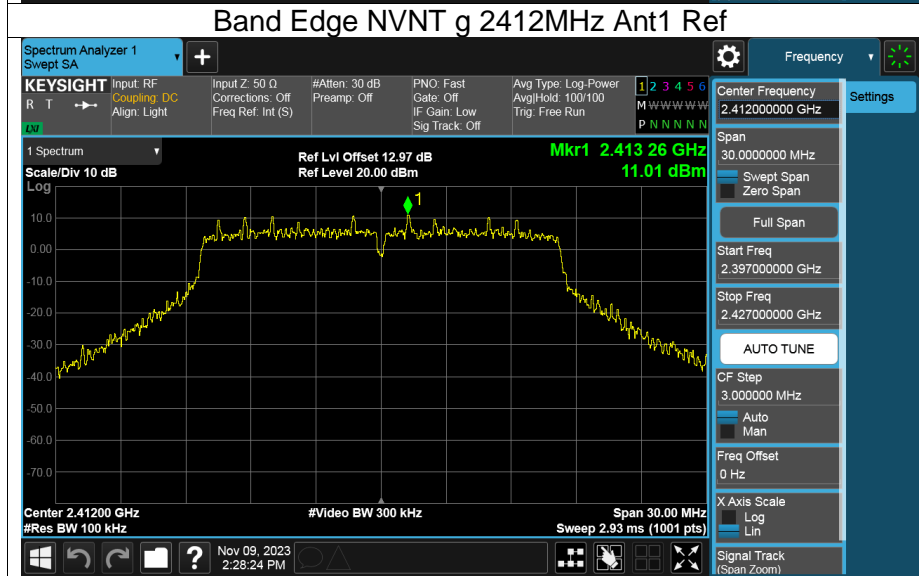 Band Edge NVNT g 2412MHz Ant1 Ref
Spectrum Analyzer 1
Swept SA
+
Frequency
KEYSIGHT
R T
LXI
Input: RF
Coupling: DC
Align: Light
Input Z: 50 Ω
Corrections: Off
Freq Ref: Int (S)
#Atten: 30 dB
Preamp: Off
PNO: Fast
Gate: Off
IF Gain: Low
Sig Track: Off
Avg Type: Log-Power
Avg|Hold: 100/100
Trig: Free Run
1 2 3 4 5 6
M W W W W W
P N N N N N
Center Frequency
2.412000000 GHz
Settings
Span
30.0000000 MHz
Swept Span
Zero Span
Full Span
Start Freq
2.397000000 GHz
Stop Freq
2.427000000 GHz
AUTO TUNE
CF Step
3.000000 MHz
Auto
Man
Freq Offset
0 Hz
X Axis Scale
Log
Lin
Signal Track
(Span Zoom)
1 Spectrum
Scale/Div 10 dB
Log
Ref Lvl Offset 12.97 dB
Ref Level 20.00 dBm
Mkr1 2.413 26 GHz
11.01 dBm
1
10.0
0.00
-10.0
-20.0
-30.0
-40.0
-50.0
-60.0
-70.0
Center 2.41200 GHz
#Res BW 100 kHz
#Video BW 300 kHz
Span 30.00 MHz
Sweep 2.93 ms (1001 pts)
?
Nov 09, 2023
2:28:24 PM